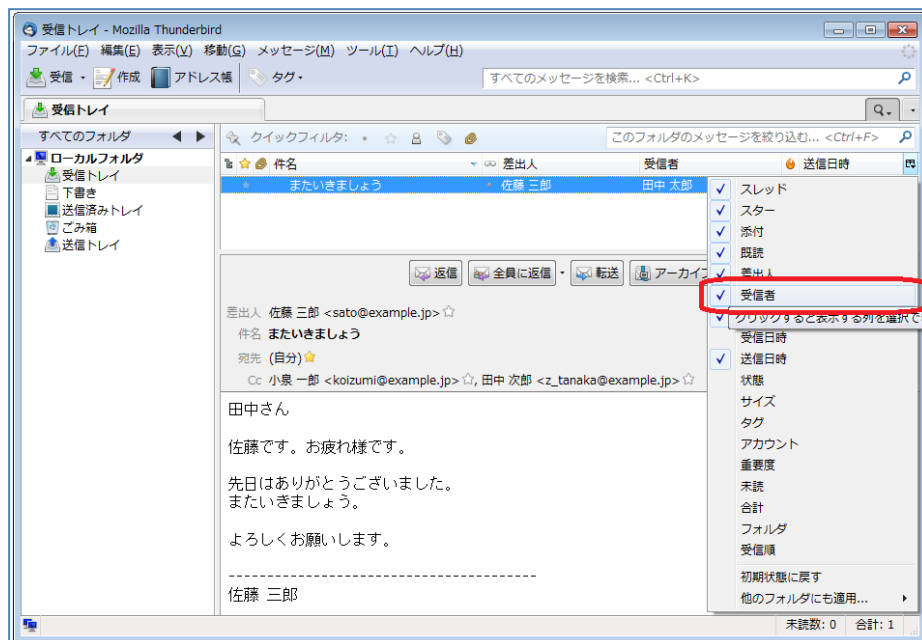 受信トレイ - Mozilla Thunderbird
ファイル(F) 編集(E) 表示(V) 移動(G) メッセージ(M) ツール(T) ヘルプ(H)
受信 作成 アドレス帳 タグ すべてのメッセージを検索... <Ctrl+K>
受信トレイ
すべてのフォルダ
ローカルフォルダ
受信トレイ
下書き
送信済みトレイ
ごみ箱
送信トレイ
クイックフィルタ: このフォルダのメッセージを絞り込む... <Ctrl+F>
件名 差出人 受信者 送信日時
またいきましょう 佐藤 三郎 田中 太郎
返信 全員に返信 転送 アーカイブ
差出人 佐藤 三郎 <sato@example.jp>
件名 またいきましょう
宛先 (自分)
Cc 小泉 一郎 <koizumi@example.jp>, 田中 次郎 <z_tanaka@example.jp>
田中さん
佐藤です。お疲れ様です。
先日はありがとうございました。
またいきましょう。
よろしくお願いします。
--------------------------------------
佐藤 三郎
スレッド
スター
添付
既読
差出人
受信者
クリックすると表示する列を選択で
受信日時
送信日時
状態
サイズ
タグ
アカウント
重要度
未読
合計
フォルダ
受信順
初期状態に戻す
他のフォルダにも適用...
未読数: 0 合計: 1